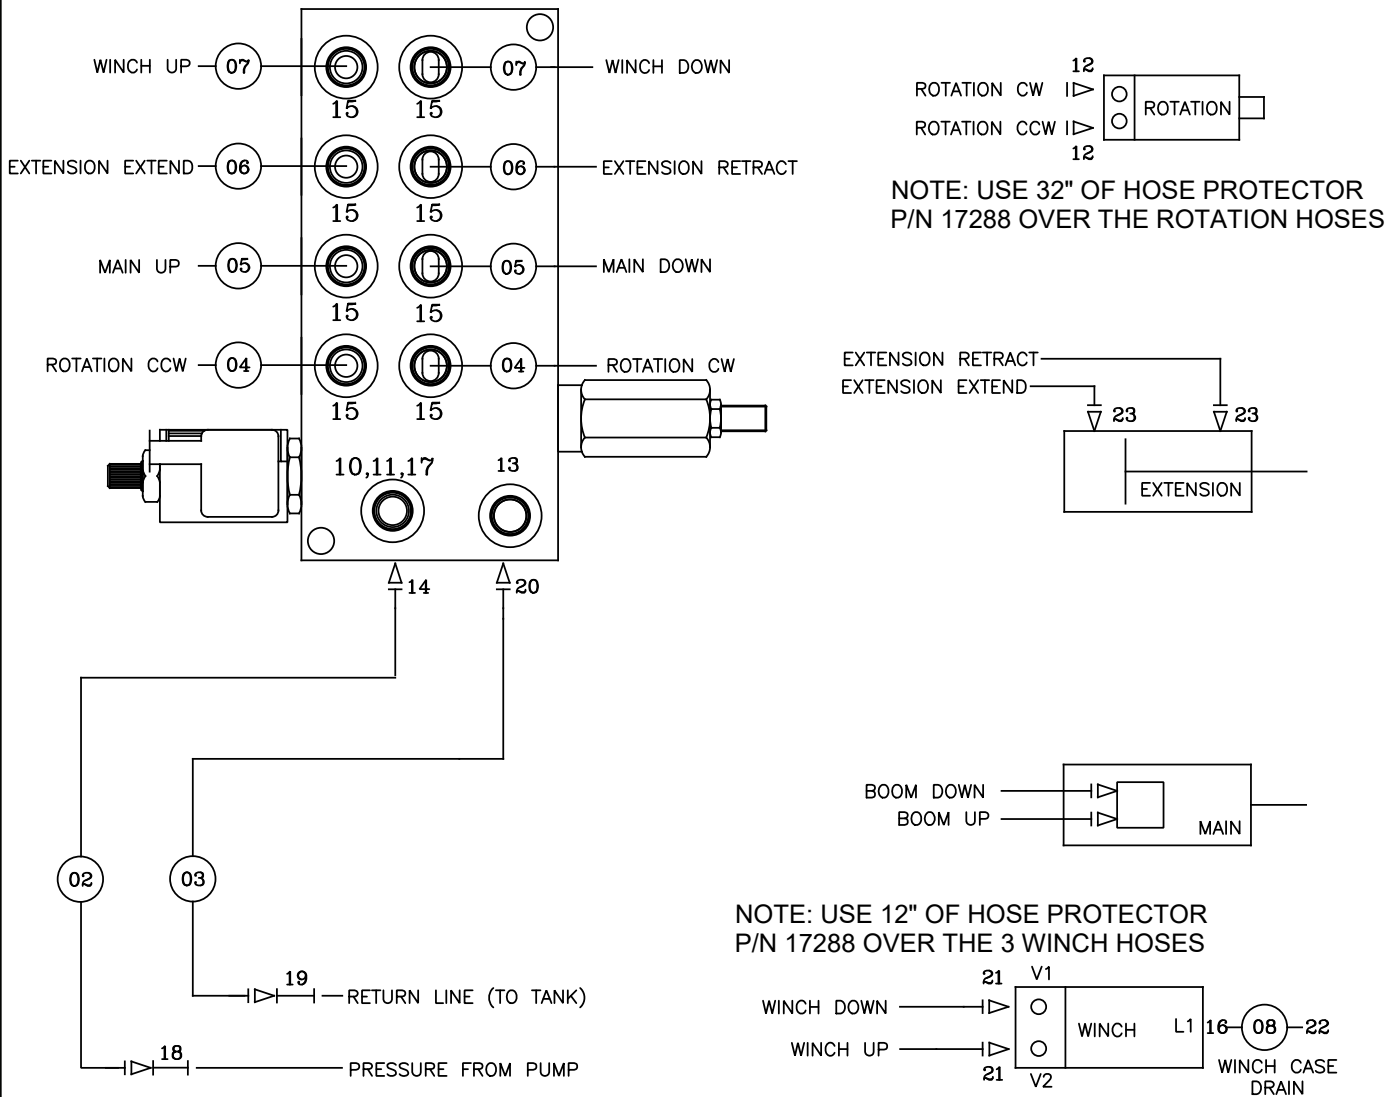 WINCH UP 07 07 WINCH DOWN
15 15
EXTENSION EXTEND 06 06 EXTENSION RETRACT
15 15
MAIN UP 05 05 MAIN DOWN
15 15
ROTATION CCW 04 04 ROTATION CW
15 15
10,11,17 13
14 20
02 03
19
RETURN LINE (TO TANK)
18
PRESSURE FROM PUMP
12
ROTATION CW
ROTATION
ROTATION CCW
12
NOTE: USE 32" OF HOSE PROTECTOR
P/N 17288 OVER THE ROTATION HOSES
EXTENSION RETRACT
EXTENSION EXTEND
23 23
EXTENSION
BOOM DOWN
BOOM UP
MAIN
NOTE: USE 12" OF HOSE PROTECTOR
P/N 17288 OVER THE 3 WINCH HOSES
21 V1
WINCH DOWN
WINCH L1 16 08 22
WINCH UP
21 V2
WINCH CASE
DRAIN